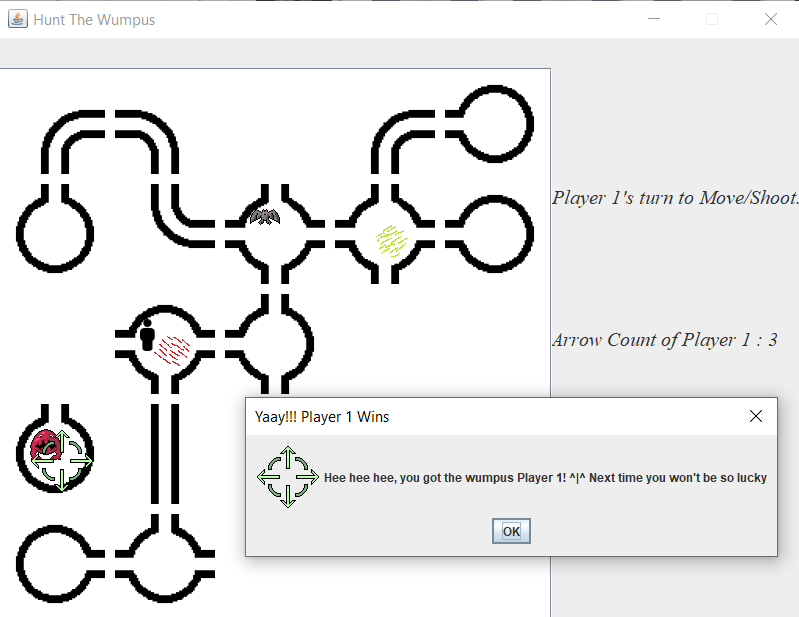 Hunt The Wumpus
Player 1's turn to Move/Shoot.
Arrow Count of Player 1 : 3
Yaay!!! Player 1 Wins
Hee hee hee, you got the wumpus Player 1! ^|^ Next time you won't be so lucky
OK